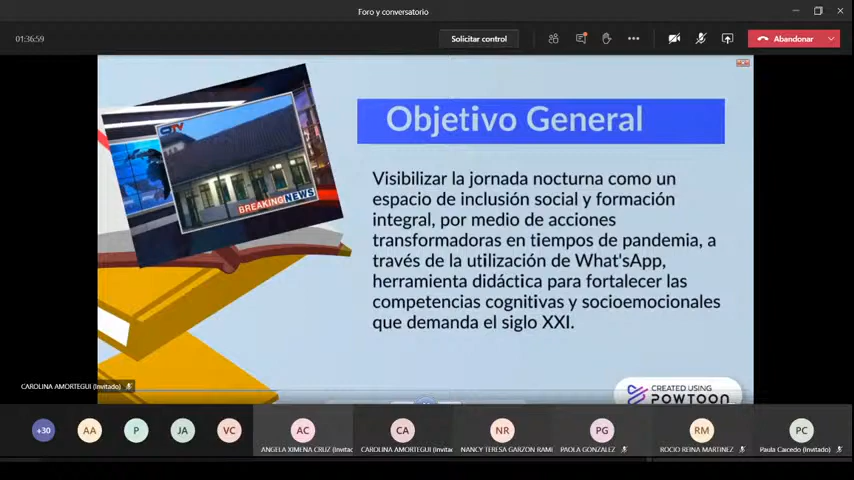 Foro y conversatorio
01:36:59
Solicitar control
Abandonar
Objetivo General
BREAKING NEWS
Visibilizar la jornada nocturna como un
espacio de inclusión social y formación
integral, por medio de acciones
transformadoras en tiempos de pandemia, a
través de la utilización de What'sApp,
herramienta didáctica para fortalecer las
competencias cognitivas y socioemocionales
que demanda el siglo XXI.
CREATED USING
POWTOON
CAROLINA AMORTEGUI (Invitado)
+30
AA
P
JA
VC
AC
CA
NR
PG
RM
PC
ANGELA XIMENA CRUZ (Invitac
CAROLINA AMORTEGUI (Invitac
NANCY TERESA GARZON RAMI
PAOLA GONZALEZ
ROCIO REINA MARTINEZ
Paula Caicedo (Invitado)